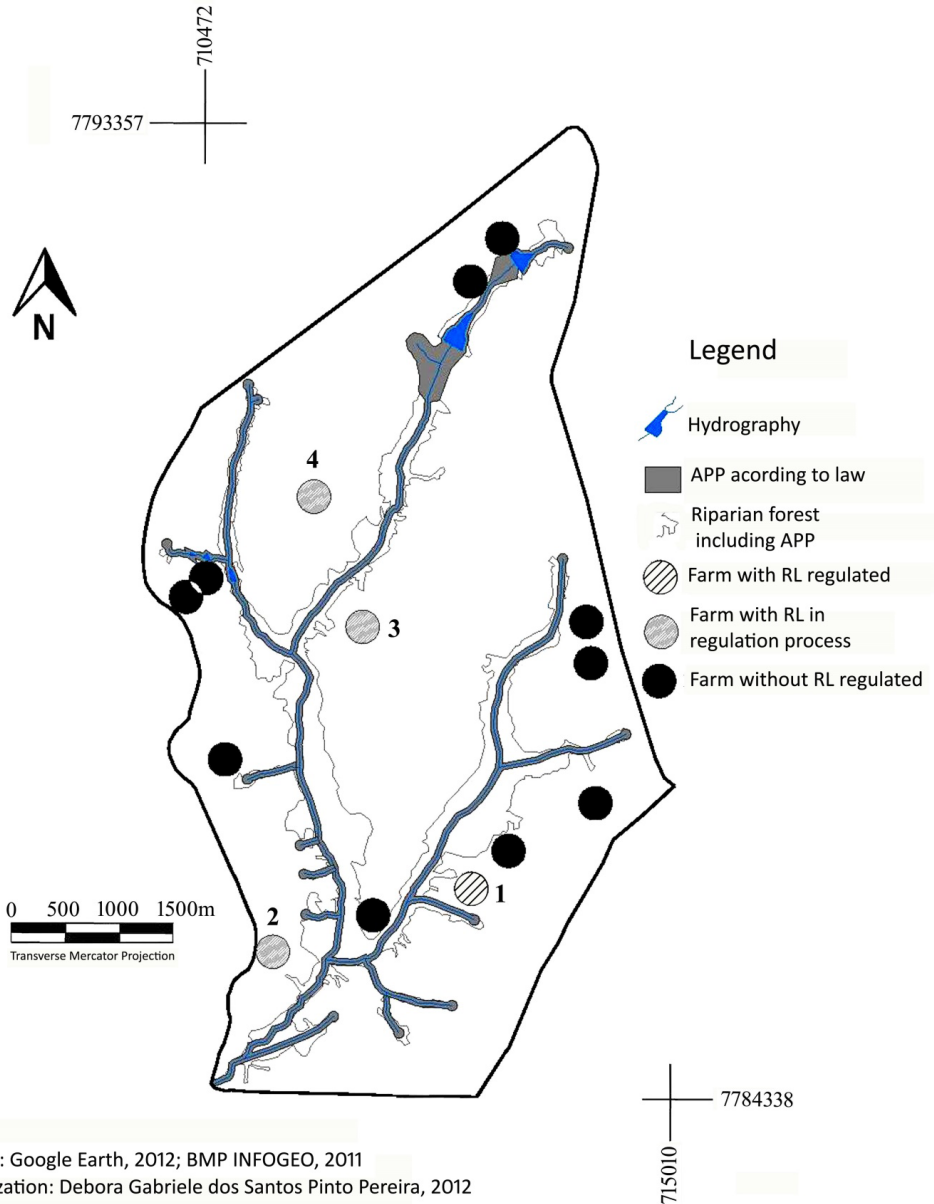 710472
7793357
N
Legend
Hydrography
APP acording to law
Riparian forest
including APP
Farm with RL regulated
Farm with RL in
regulation process
Farm without RL regulated
4
3
1
2
0 500 1000 1500m
Transverse Mercator Projection
7784338
715010
: Google Earth, 2012; BMP INFOGEO, 2011
zation: Debora Gabriele dos Santos Pinto Pereira, 2012